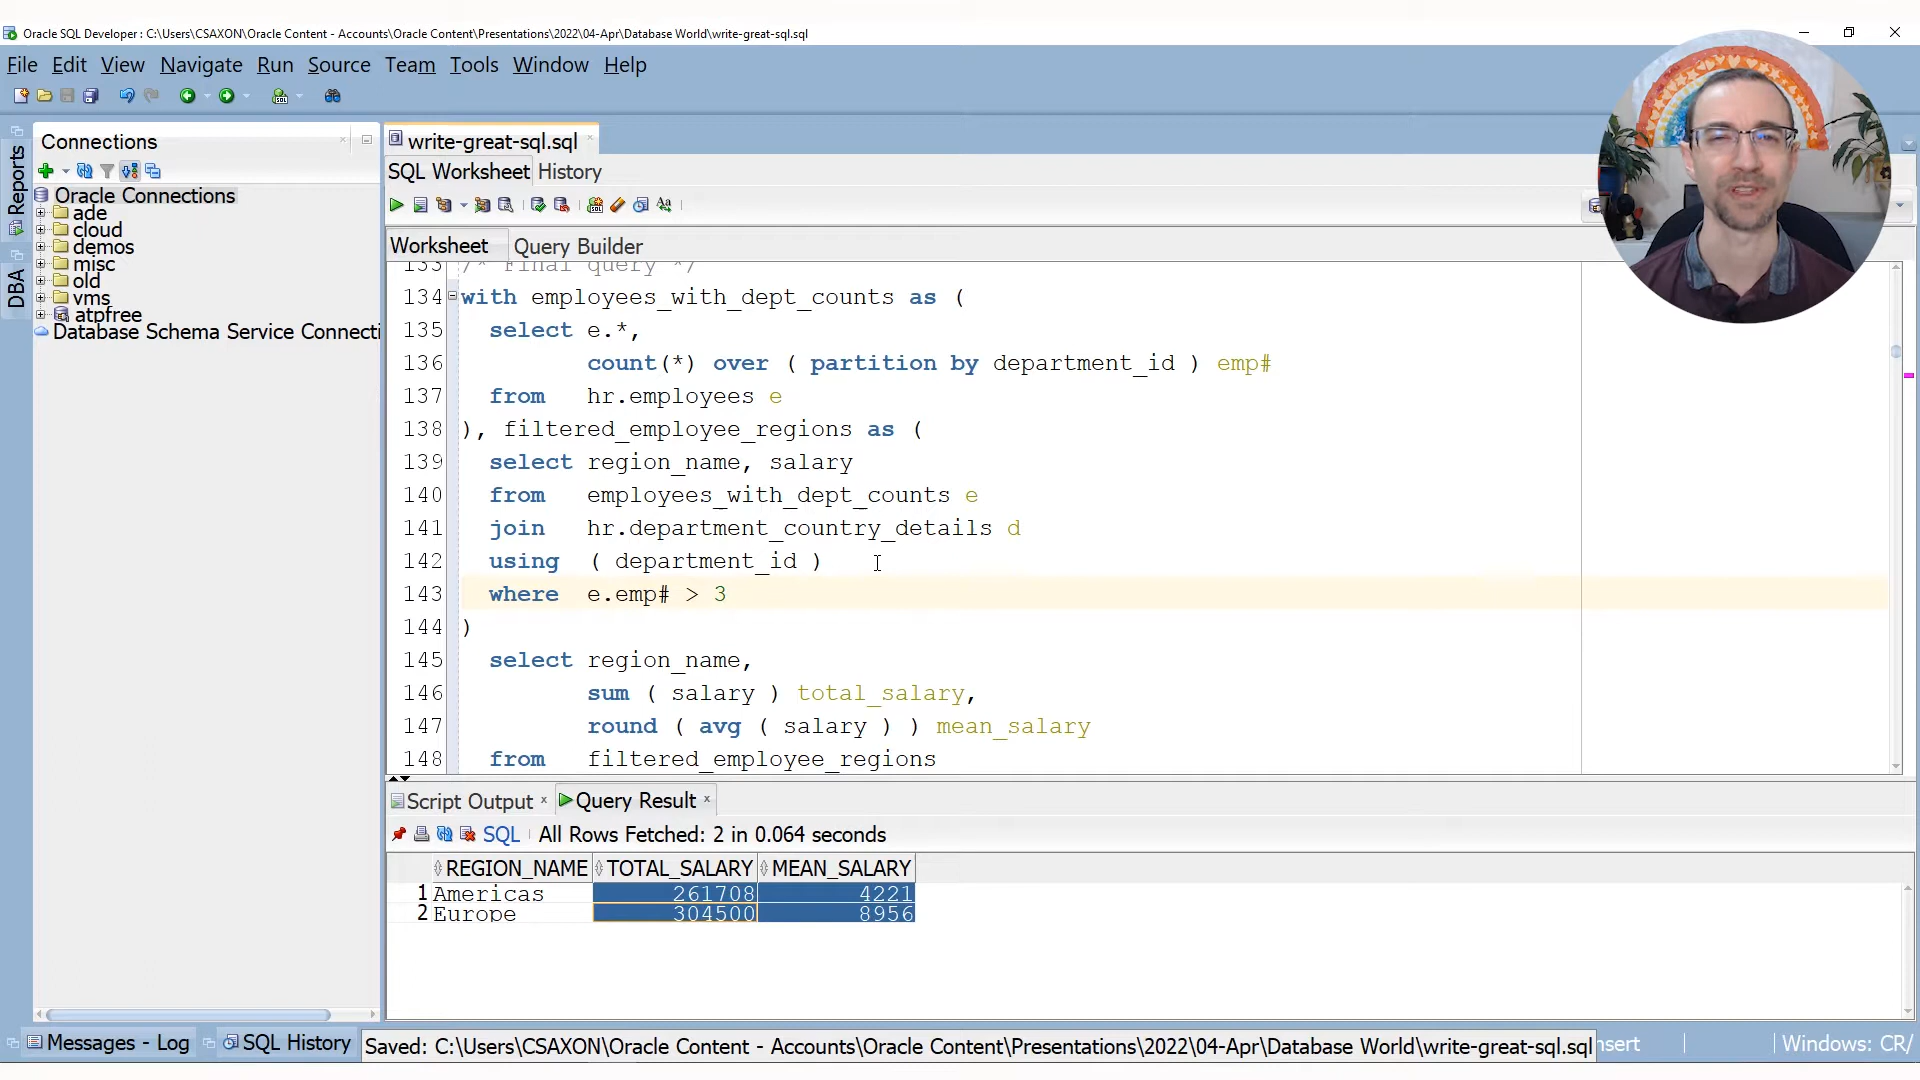 Oracle SQL Developer : C:\Users\CSAXON\Oracle Content - Accounts\Oracle Content\Presentations\2022\04-Apr\Database World\write-great-sql.sql
File Edit View Navigate Run Source Team Tools Window Help
Reports
DBA
Connections
Oracle Connections
ade
cloud
demos
misc
old
vms
atpfree
Database Schema Service Connecti
write-great-sql.sql
SQL Worksheet History
Worksheet Query Builder
133 /* Final query */
134 with employees_with_dept_counts as (
135 select e.*,
136 count(*) over ( partition by department_id ) emp#
137 from hr.employees e
138 ), filtered_employee_regions as (
139 select region_name, salary
140 from employees_with_dept_counts e
141 join hr.department_country_details d
142 using ( department_id )
143 where e.emp# > 3
144 )
145 select region_name,
146 sum ( salary ) total_salary,
147 round ( avg ( salary ) ) mean_salary
148 from filtered_employee_regions
Script Output × Query Result ×
SQL All Rows Fetched: 2 in 0.064 seconds
REGION_NAME TOTAL_SALARY MEAN_SALARY
1 Americas 261708 4221
2 Europe 304500 8956
Messages - Log SQL History Saved: C:\Users\CSAXON\Oracle Content - Accounts\Oracle Content\Presentations\2022\04-Apr\Database World\write-great-sql.sql nsert Windows: CR/